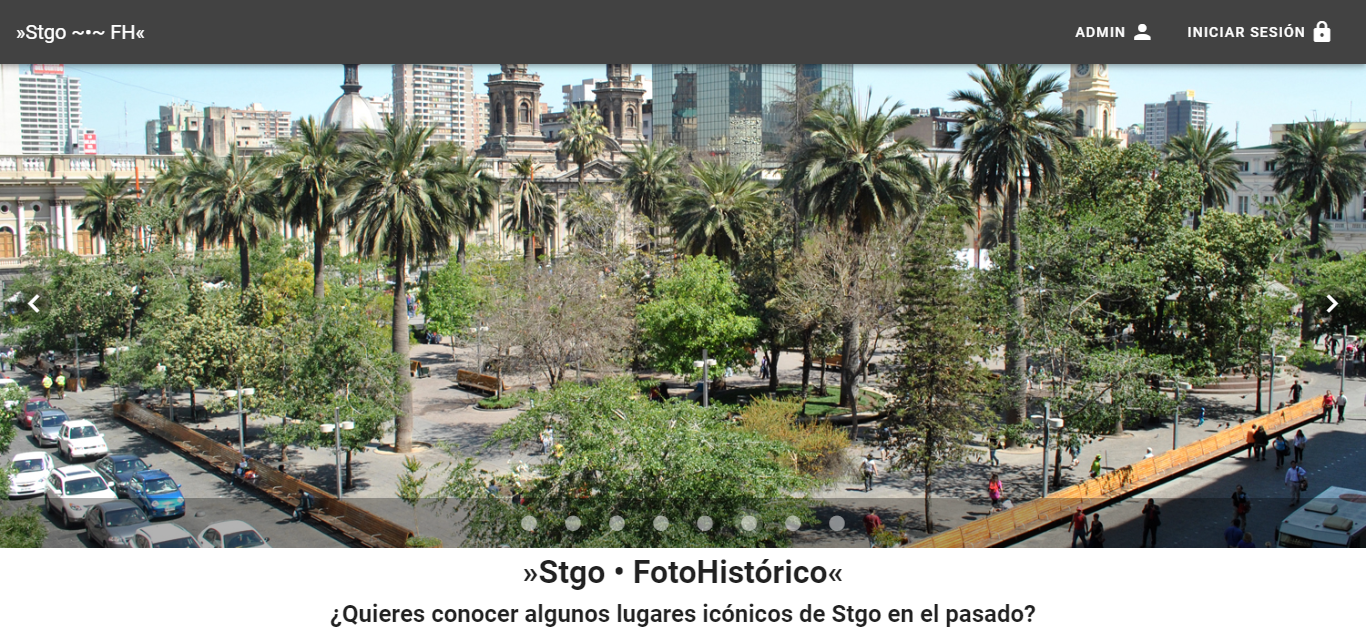 »Stgo ~•~ FH«
ADMIN
INICIAR SESIÓN
»Stgo • FotoHistórico«
¿Quieres conocer algunos lugares icónicos de Stgo en el pasado?